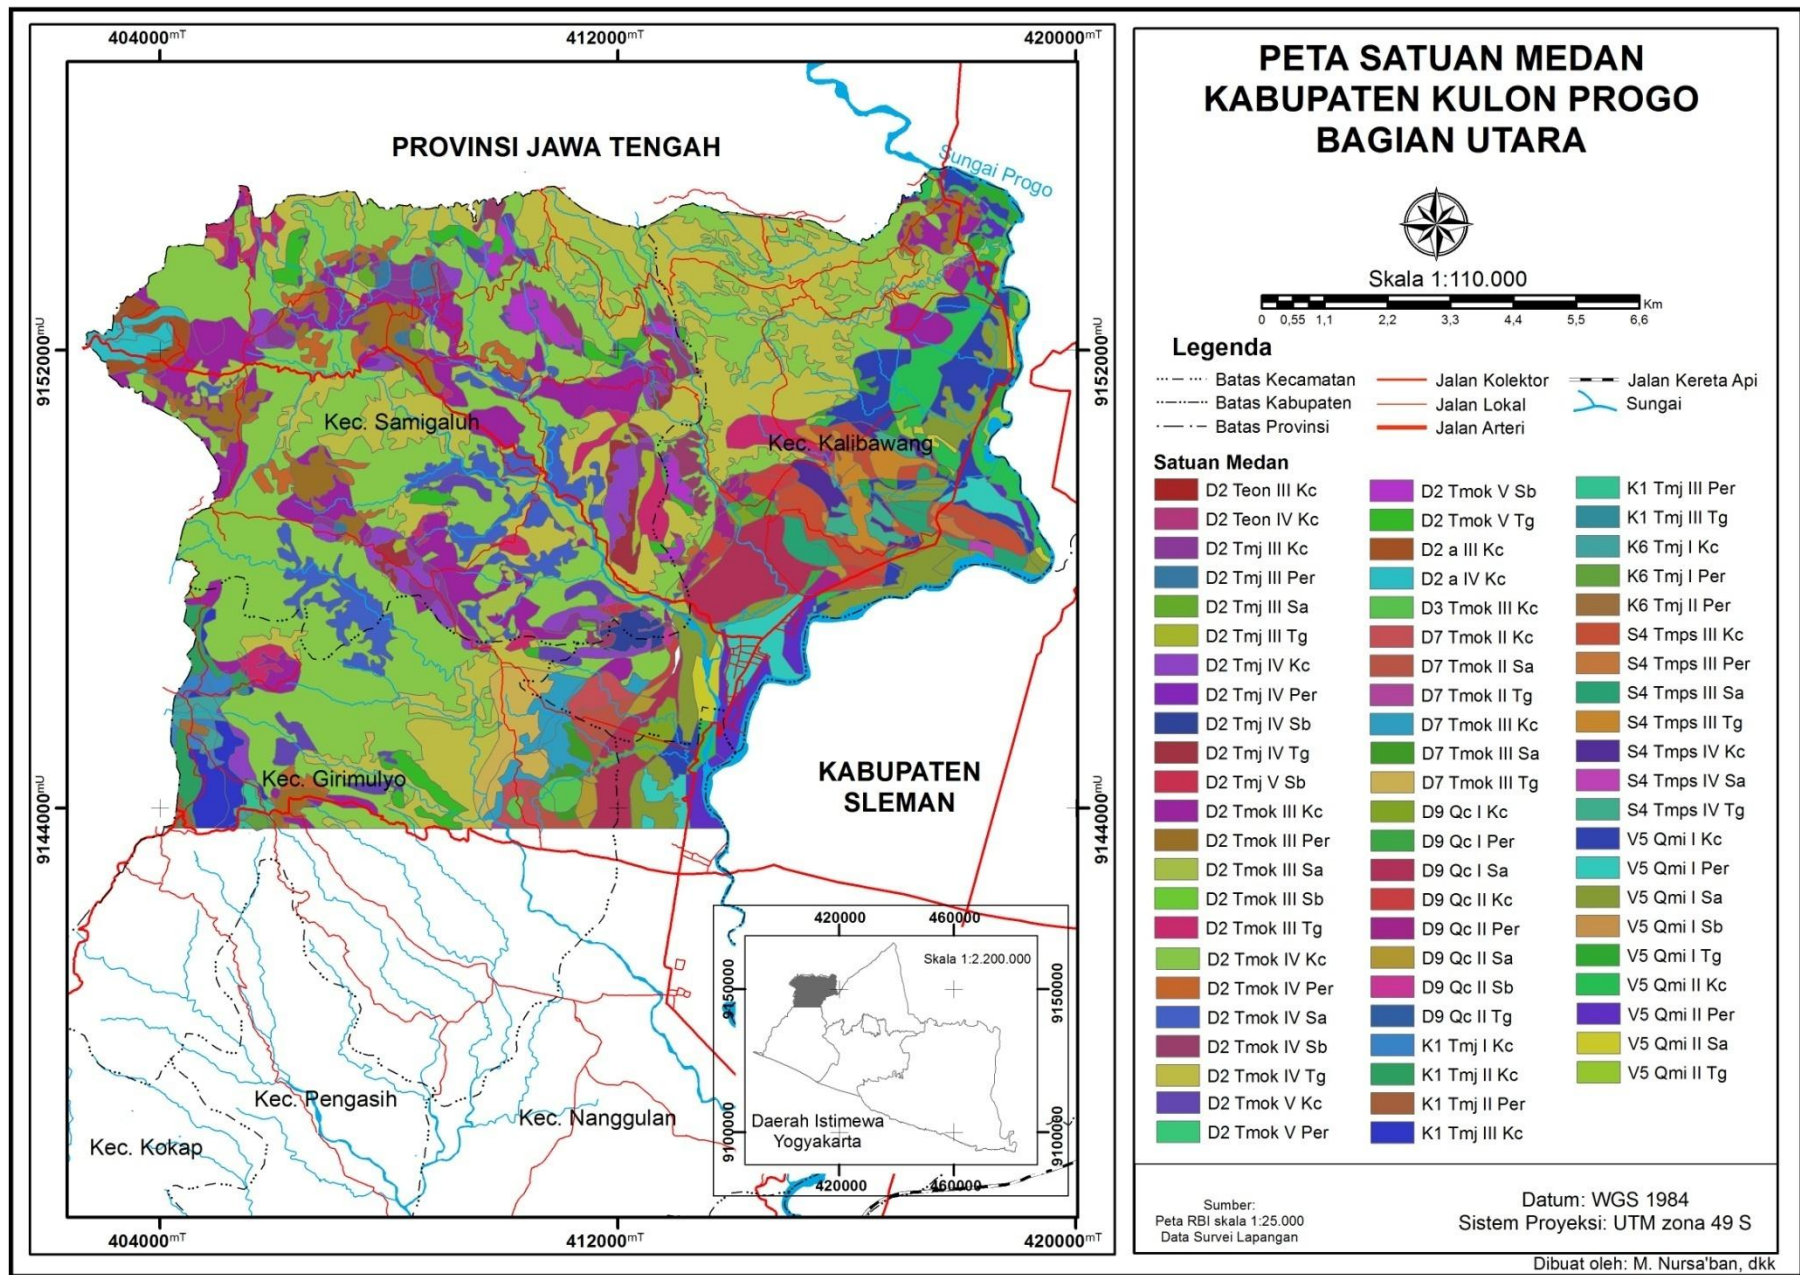 404000mT
412000mT
420000mT
9152000mU
9144000mU
9152000mU
9144000mU
PROVINSI JAWA TENGAH
Sungai Progo
Kec. Samigaluh
Kec. Kalibawang
Kec. Girimulyo
KABUPATEN
SLEMAN
Kec. Pengasih
Kec. Nanggulan
Kec. Kokap
404000mT
412000mT
420000mT
420000
460000
Skala 1:2.200.000
9150000
9100000
9150000
9100000
Daerah Istimewa
Yogyakarta
420000
460000
PETA SATUAN MEDAN
KABUPATEN KULON PROGO
BAGIAN UTARA
Skala 1:110.000
0 0,55 1,1 2,2 3,3 4,4 5,5 6,6 Km
Legenda
Batas Kecamatan
Batas Kabupaten
Batas Provinsi
Jalan Kolektor
Jalan Lokal
Jalan Arteri
Jalan Kereta Api
Sungai
Satuan Medan
D2 Teon III Kc
D2 Teon IV Kc
D2 Tmj III Kc
D2 Tmj III Per
D2 Tmj III Sa
D2 Tmj III Tg
D2 Tmj IV Kc
D2 Tmj IV Per
D2 Tmj IV Sb
D2 Tmj IV Tg
D2 Tmj V Sb
D2 Tmok III Kc
D2 Tmok III Per
D2 Tmok III Sa
D2 Tmok III Sb
D2 Tmok III Tg
D2 Tmok IV Kc
D2 Tmok IV Per
D2 Tmok IV Sa
D2 Tmok IV Sb
D2 Tmok IV Tg
D2 Tmok V Kc
D2 Tmok V Per
D2 Tmok V Sb
D2 Tmok V Tg
D2 a III Kc
D2 a IV Kc
D3 Tmok III Kc
D7 Tmok II Kc
D7 Tmok II Sa
D7 Tmok II Tg
D7 Tmok III Kc
D7 Tmok III Sa
D7 Tmok III Tg
D9 Qc I Kc
D9 Qc I Per
D9 Qc I Sa
D9 Qc II Kc
D9 Qc II Per
D9 Qc II Sa
D9 Qc II Sb
D9 Qc II Tg
K1 Tmj I Kc
K1 Tmj II Kc
K1 Tmj II Per
K1 Tmj III Kc
K1 Tmj III Per
K1 Tmj III Tg
K6 Tmj I Kc
K6 Tmj I Per
K6 Tmj II Per
S4 Tmps III Kc
S4 Tmps III Per
S4 Tmps III Sa
S4 Tmps III Tg
S4 Tmps IV Kc
S4 Tmps IV Sa
S4 Tmps IV Tg
V5 Qmi I Kc
V5 Qmi I Per
V5 Qmi I Sa
V5 Qmi I Sb
V5 Qmi I Tg
V5 Qmi II Kc
V5 Qmi II Per
V5 Qmi II Sa
V5 Qmi II Tg
Sumber:
Peta RBI skala 1:25.000
Data Survei Lapangan
Datum: WGS 1984
Sistem Proyeksi: UTM zona 49 S
Dibuat oleh: M. Nursa'ban, dkk